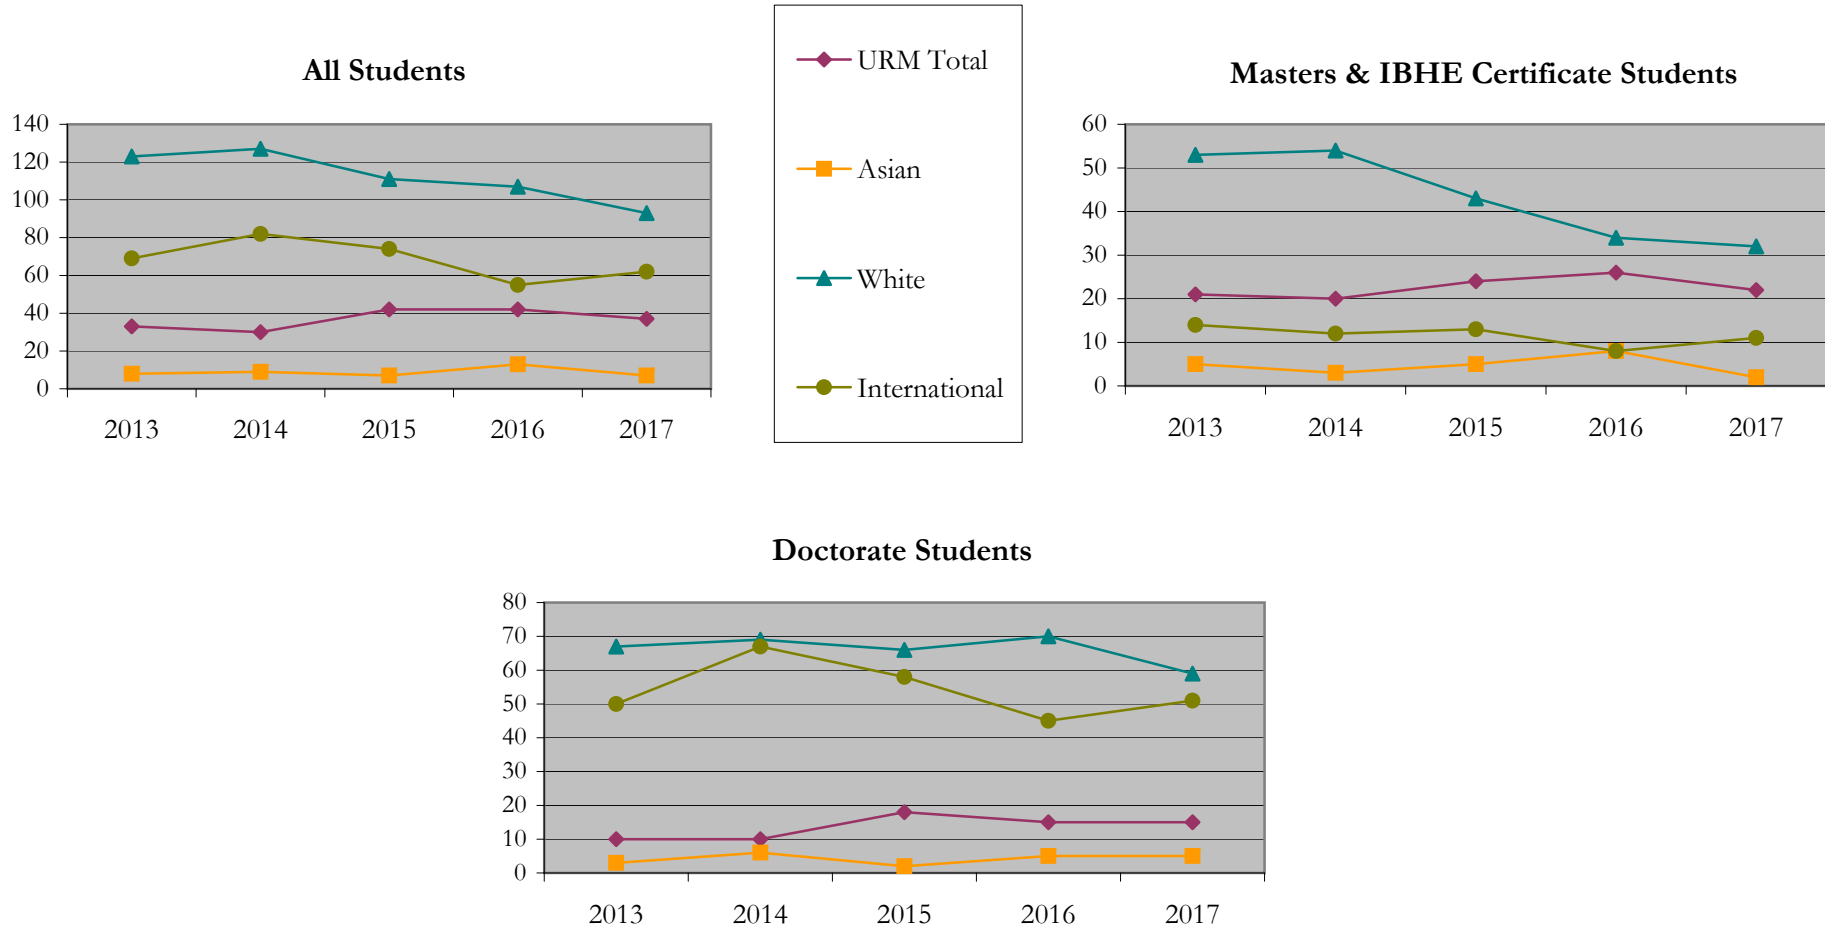 All Students
140
120
100
80
60
40
20
0
2013 2014 2015 2016 2017
URM Total
Asian
White
International
Masters & IBHE Certificate Students
60
50
40
30
20
10
0
2013 2014 2015 2016 2017
Doctorate Students
80
70
60
50
40
30
20
10
0
2013 2014 2015 2016 2017